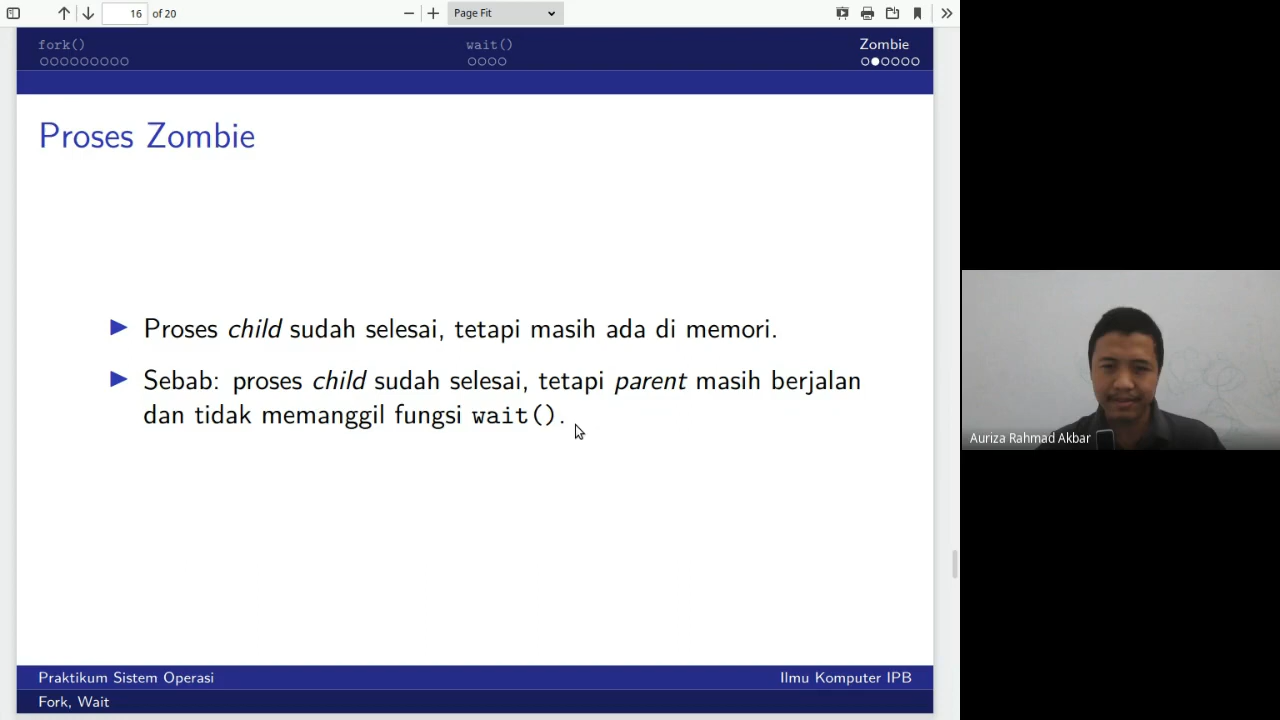 16 of 20
Page Fit
fork()
wait()
Zombie
Proses Zombie
Proses child sudah selesai, tetapi masih ada di memori.
Sebab: proses child sudah selesai, tetapi parent masih berjalan
dan tidak memanggil fungsi wait().
Auriza Rahmad Akbar
Praktikum Sistem Operasi
Ilmu Komputer IPB
Fork, Wait